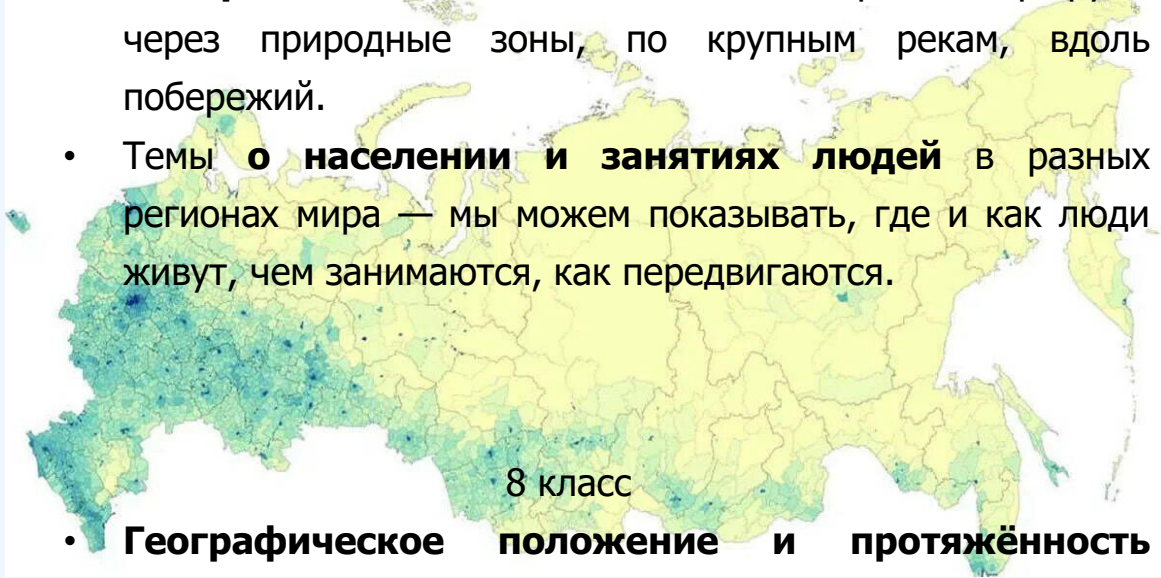 через природные зоны, по крупным рекам, вдоль
побережий.
• Темы о населении и занятиях людей в разных
регионах мира — мы можем показывать, где и как люди
живут, чем занимаются, как передвигаются.
8 класс
• Географическое положение и протяжённость